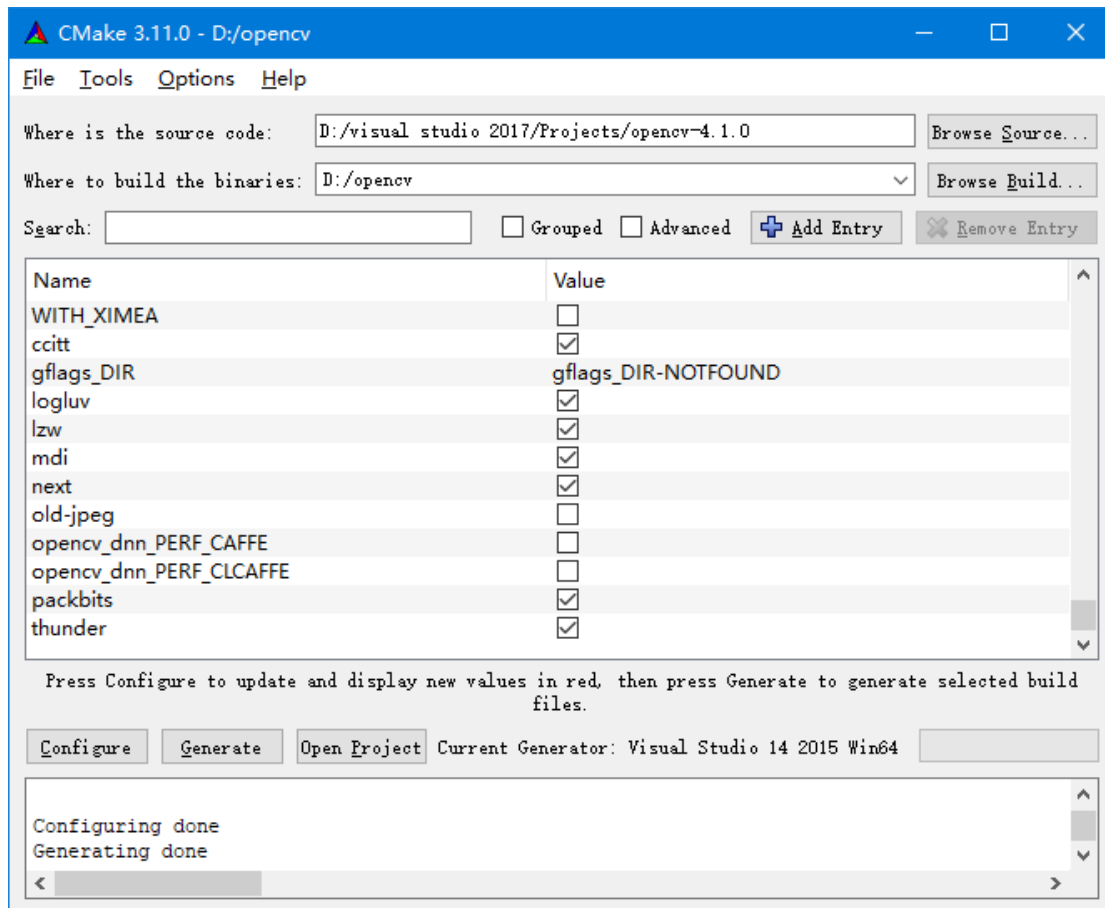 CMake 3.11.0 - D:/opencv
File Tools Options Help
Where is the source code: D:/visual studio 2017/Projects/opencv-4.1.0 Browse Source...
Where to build the binaries: D:/opencv Browse Build...
Search: Grouped Advanced Add Entry Remove Entry
Name Value
WITH_XIMEA
ccitt
gflags_DIR gflags_DIR-NOTFOUND
logluv
lzw
mdi
next
old-jpeg
opencv_dnn_PERF_CAFFE
opencv_dnn_PERF_CLCAFFE
packbits
thunder
Press Configure to update and display new values in red, then press Generate to generate selected build
files.
Configure Generate Open Project Current Generator: Visual Studio 14 2015 Win64
Configuring done
Generating done